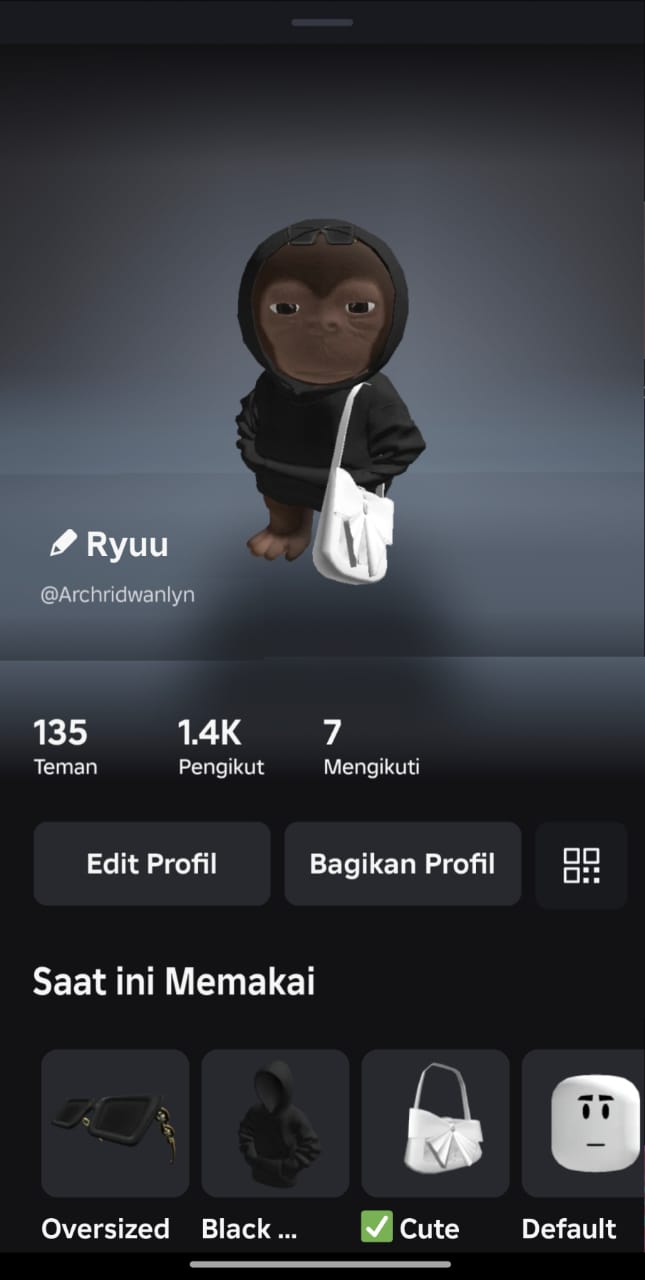 Ryuu
@Archridwanlyn
135 1.4K 7
Teman Pengikut Mengikuti
Edit Profil Bagikan Profil
Saat ini Memakai
Oversized Black ... ✅ Cute Default